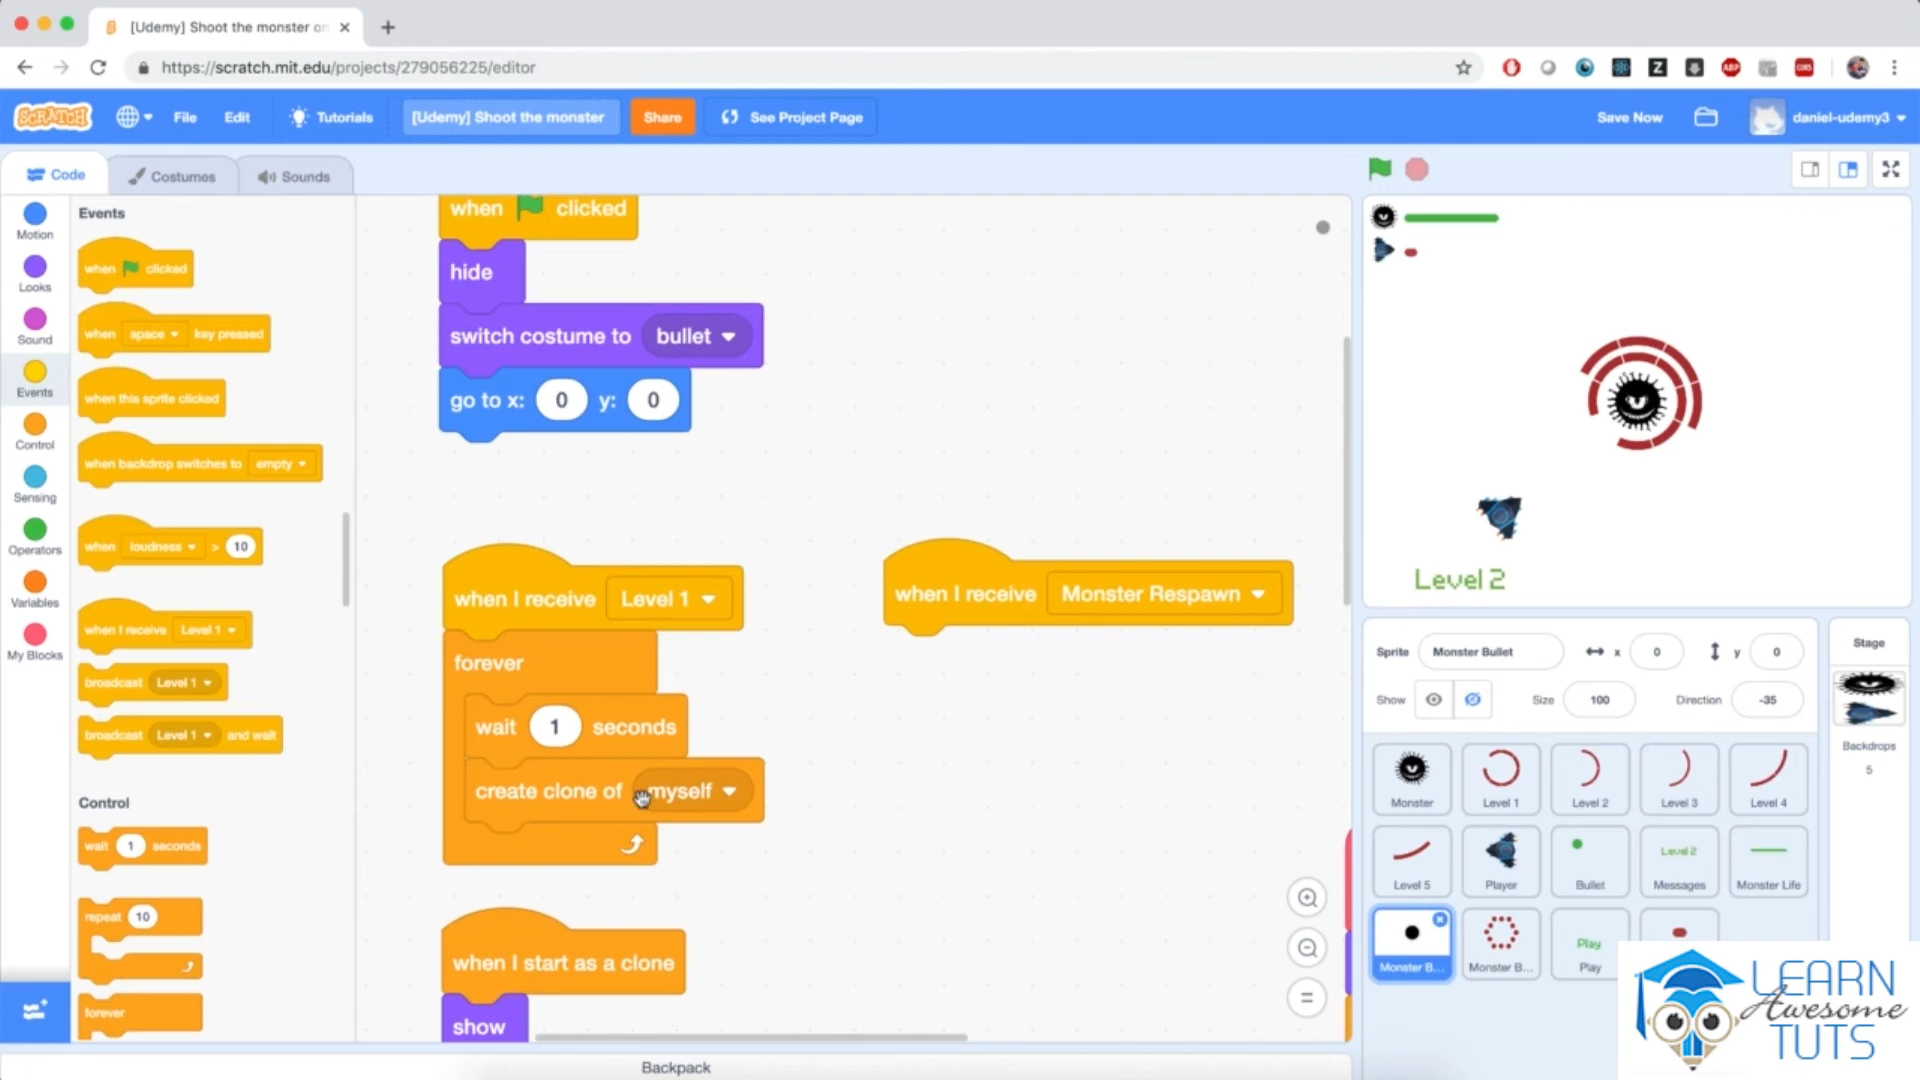 [Udemy] Shoot the monster on
https://scratch.mit.edu/projects/279056225/editor
SCRATCH
File
Edit
Tutorials
[Udemy] Shoot the monster
Share
See Project Page
Save Now
daniel-udemy3
Code
Costumes
Sounds
Motion
Looks
Sound
Events
Control
Sensing
Operators
Variables
My Blocks
Events
when clicked
when space key pressed
when this sprite clicked
when backdrop switches to empty
when loudness > 10
when I receive Level 1
broadcast Level 1
broadcast Level 1 and wait
Control
wait 1 seconds
repeat 10
forever
when clicked
hide
switch costume to bullet
go to x: 0 y: 0
when I receive Level 1
forever
wait 1 seconds
create clone of myself
when I start as a clone
show
when I receive Monster Respawn
Backpack
Level 2
Sprite Monster Bullet x 0 y 0
Show Size 100 Direction -35
Monster
Level 1
Level 2
Level 3
Level 4
Level 5
Player
Bullet
Level 2
Messages
Monster Life
Monster B...
Monster B...
Play
Play
Stage
Backdrops
5
Z
ABP
CORS
LEARN
Awesome
TUTS